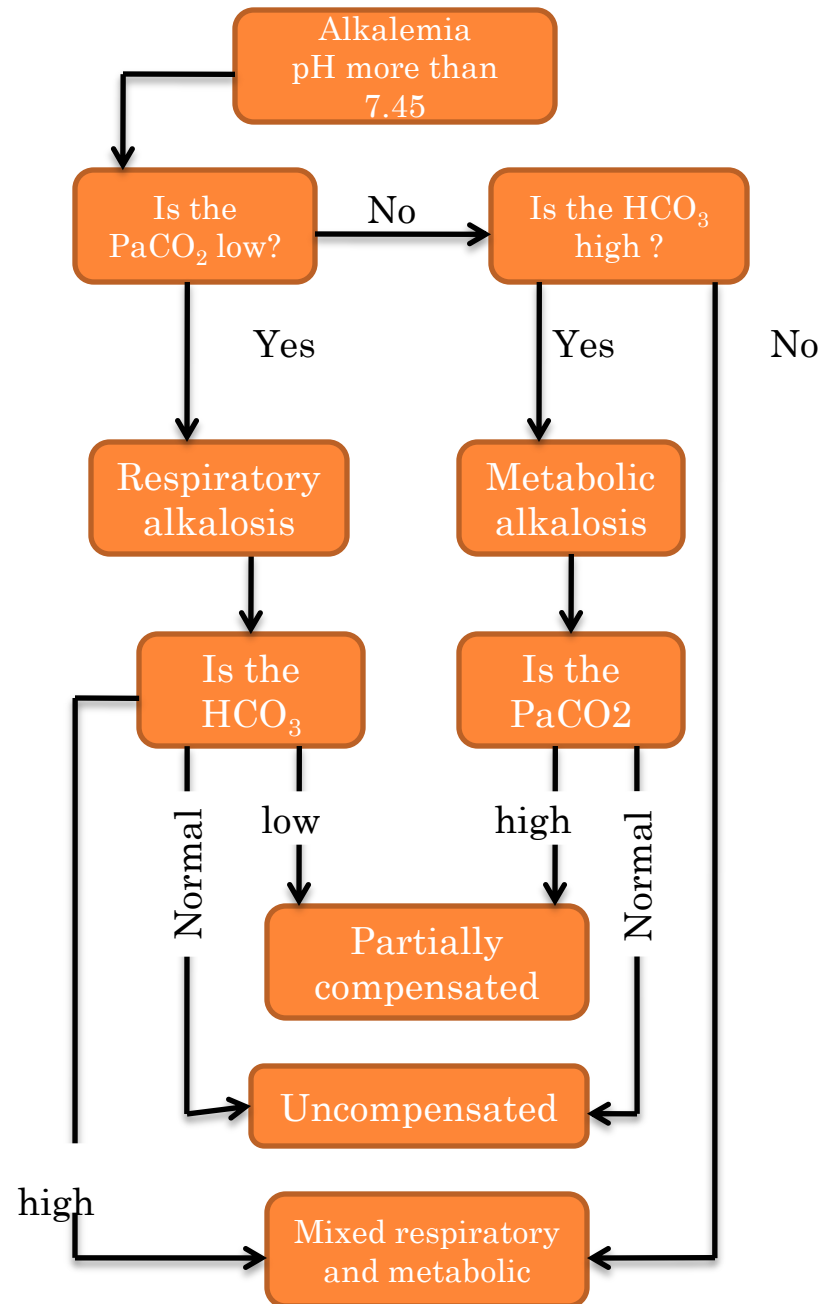 Alkalemia
pH more than
7.45
Is the
PaCO₂ low?
No
Is the HCO₃
high ?
Yes
Yes
No
Respiratory
alkalosis
Metabolic
alkalosis
Is the
HCO₃
Is the
PaCO2
Normal
low
high
Normal
Partially
compensated
Uncompensated
high
Mixed respiratory
and metabolic